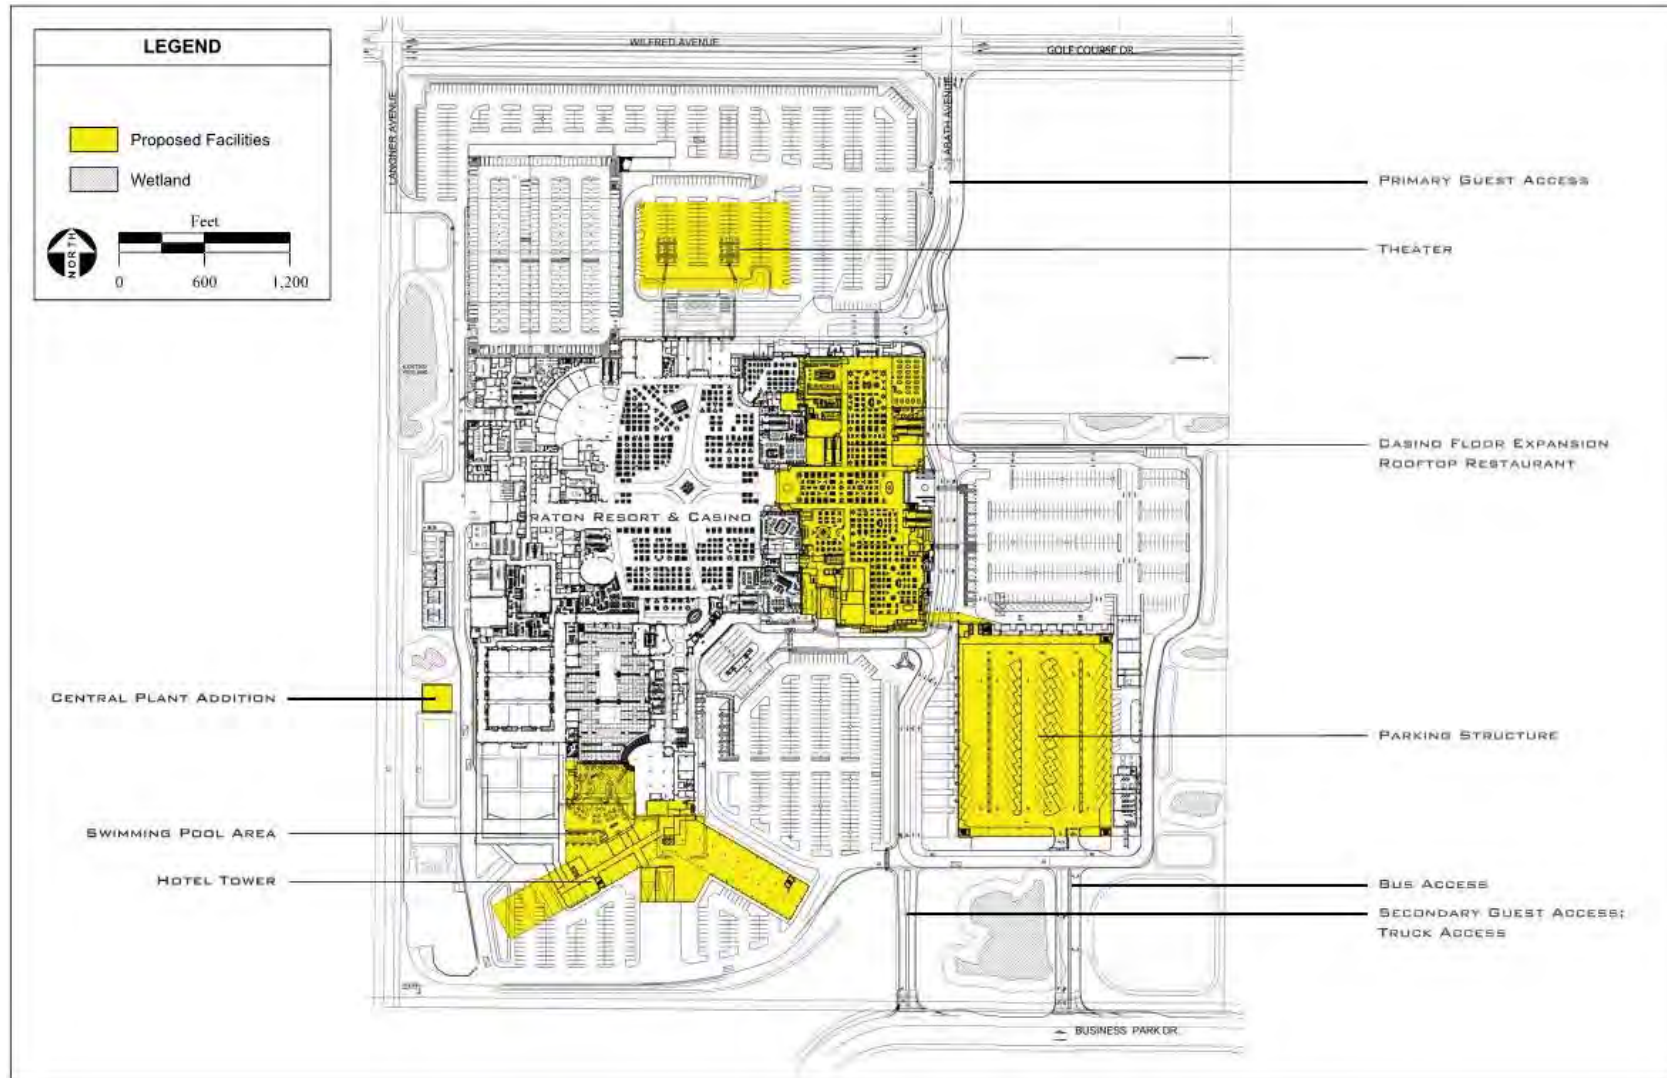 LEGEND
Proposed Facilities
Wetland
Feet
NORTH
0 600 1,200
WILFRED AVENUE
GOLF COURSE DR.
LANGNER AVENUE
LABATH AVENUE
PRIMARY GUEST ACCESS
THEATER
CASINO FLOOR EXPANSION
ROOFTOP RESTAURANT
RATON RESORT & CASINO
CENTRAL PLANT ADDITION
PARKING STRUCTURE
SWIMMING POOL AREA
HOTEL TOWER
BUS ACCESS
SECONDARY GUEST ACCESS;
TRUCK ACCESS
BUSINESS PARK DR.